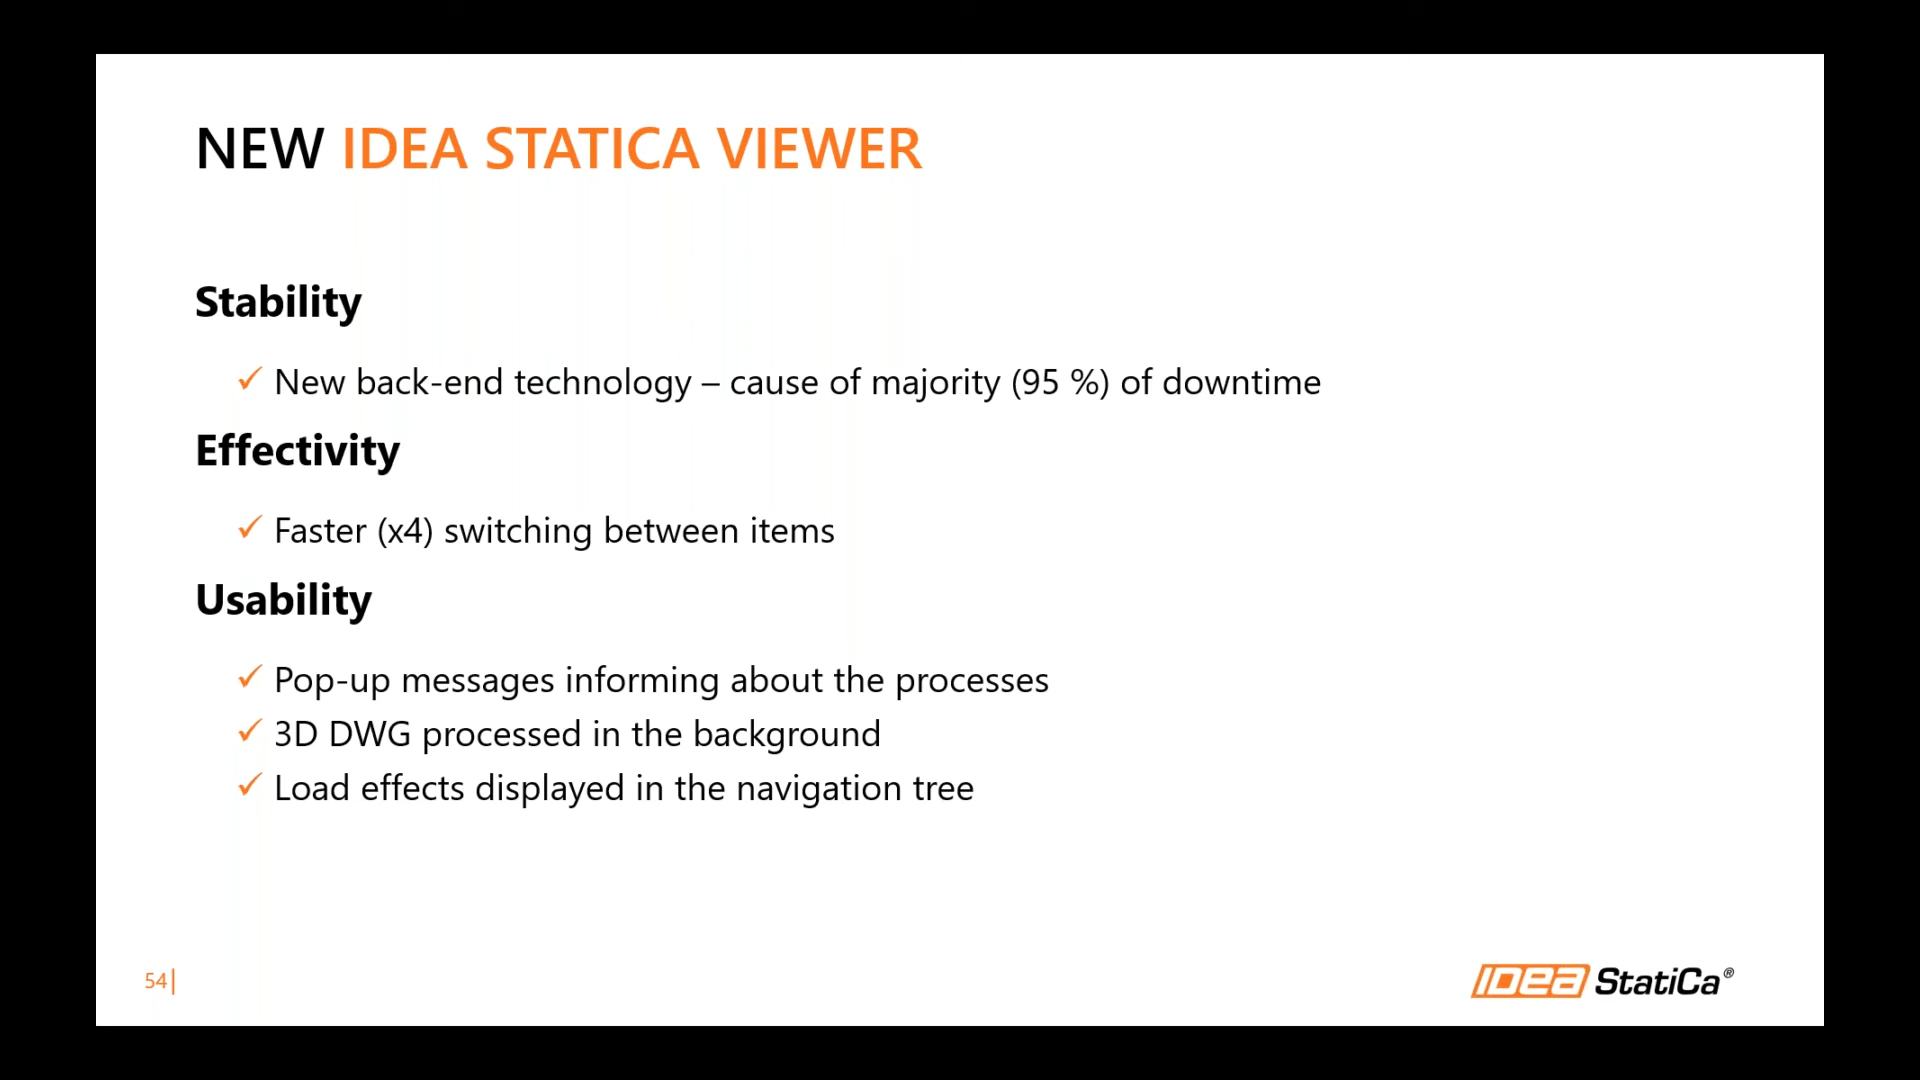 NEW IDEA STATICA VIEWER
Stability
✓ New back-end technology – cause of majority (95 %) of downtime
Effectivity
✓ Faster (x4) switching between items
Usability
✓ Pop-up messages informing about the processes
✓ 3D DWG processed in the background
✓ Load effects displayed in the navigation tree
54|
IDEA StatiCa®